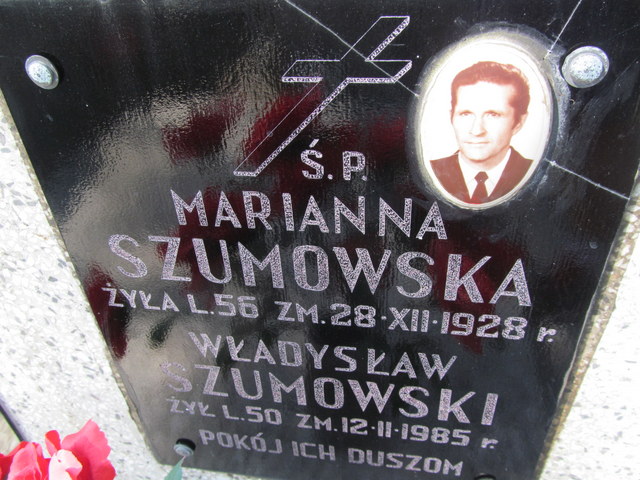 Ś.P.
MARIANNA
SZUMOWSKA
ŻYŁA L.56 ZM.28-XII-1928 r.
WŁADYSŁAW
SZUMOWSKI
ŻYŁ L.50 ZM.12-II-1985 r.
POKÓJ ICH DUSZOM